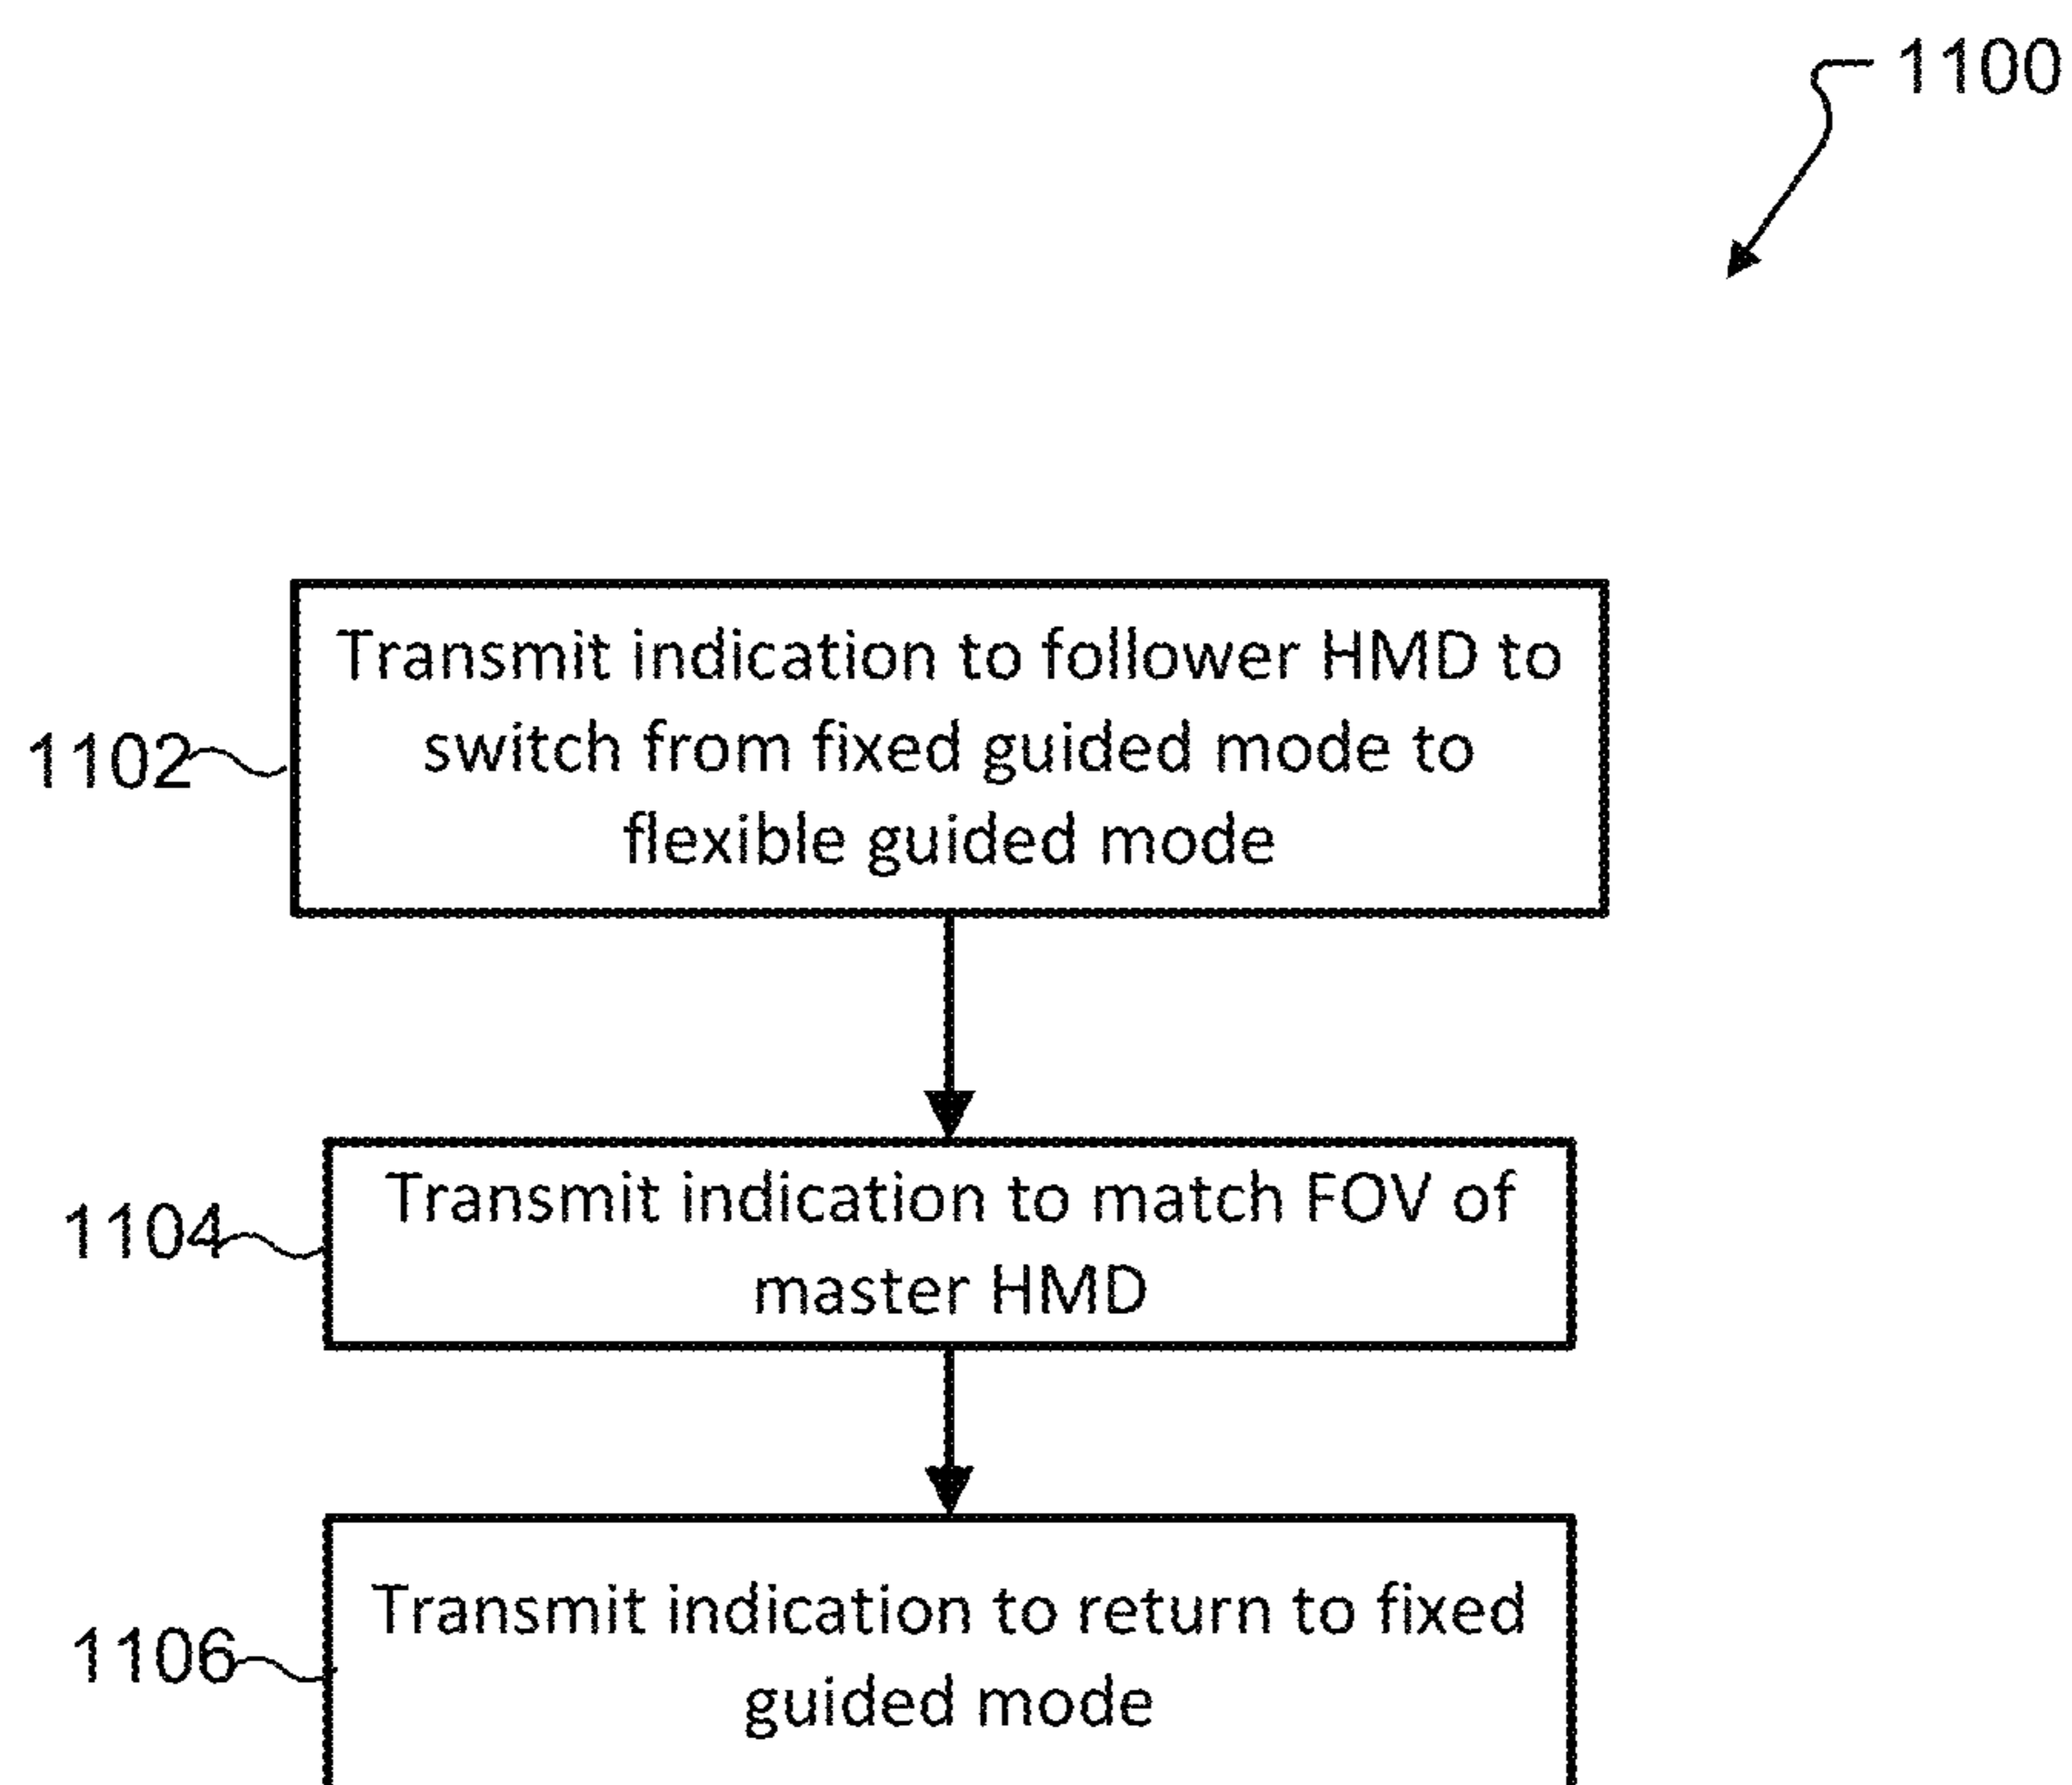 1100
Transmit indication to follower HMD to
switch from fixed guided mode to
flexible guided mode
1102
Transmit indication to match FOV of
master HMD
1104
Transmit indication to return to fixed
guided mode
1106